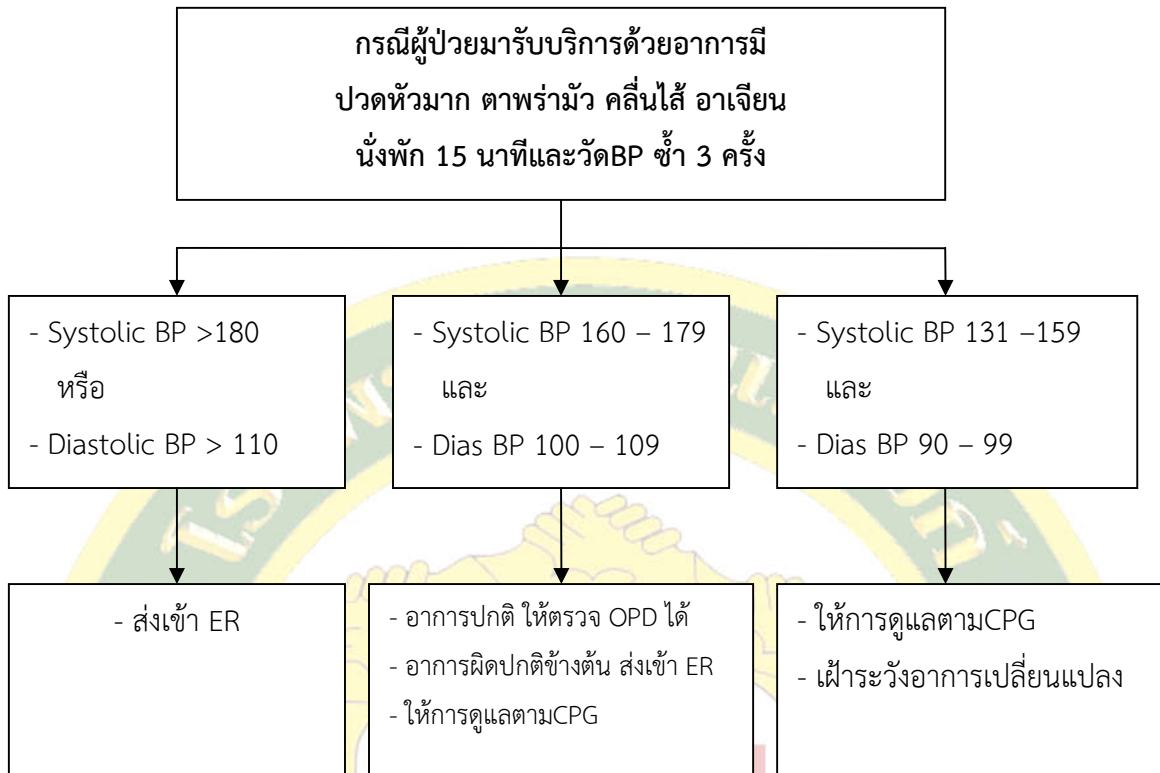 กรณีผู้ป่วยมารับบริการด้วยอาการมี
ปวดหัวมาก ตาพร่ามัว คลื่นไส้ อาเจียน
นั่งพัก 15 นาทีและวัดBP ซ้ำ 3 ครั้ง
- Systolic BP >180
หรือ
- Diastolic BP > 110
- Systolic BP 160 – 179
และ
- Dias BP 100 – 109
- Systolic BP 131 –159
และ
- Dias BP 90 – 99
- ส่งเข้า ER
- อาการปกติ ให้ตรวจ OPD ได้
- อาการผิดปกติข้างต้น ส่งเข้า ER
- ให้การดูแลตามCPG
- ให้การดูแลตามCPG
- เฝ้าระวังอาการเปลี่ยนแปลง